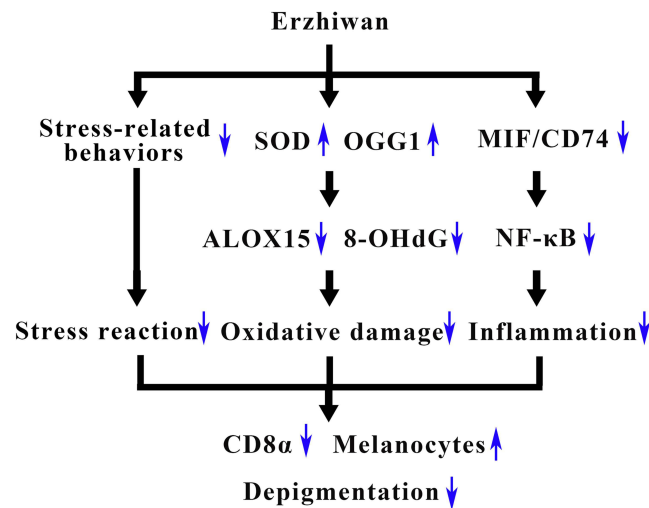 Erzhiwan
Stress-related
behaviors
SOD OGG1
MIF/CD74
ALOX15 8-OHdG
NF-κB
Stress reaction
Oxidative damage
Inflammation
CD8α Melanocytes
Depigmentation